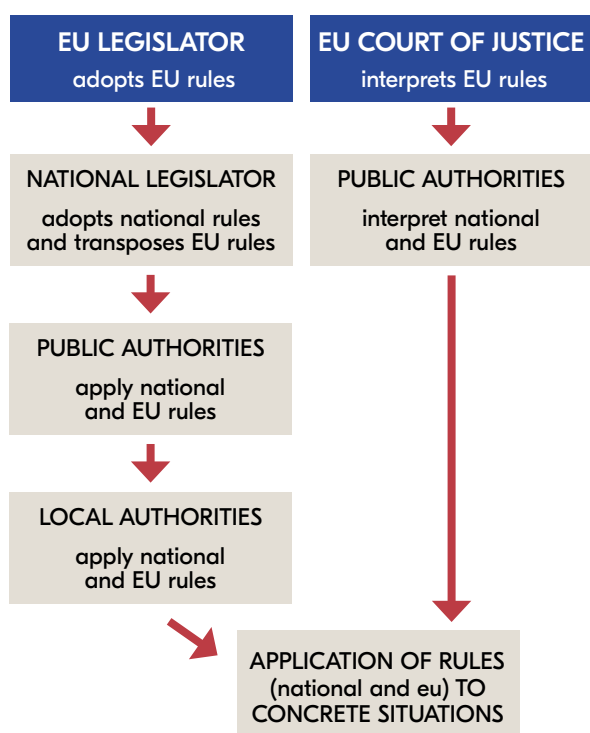 EU LEGISLATOR
adopts EU rules
EU COURT OF JUSTICE
interprets EU rules
NATIONAL LEGISLATOR
adopts national rules
and transposes EU rules
PUBLIC AUTHORITIES
interpret national
and EU rules
PUBLIC AUTHORITIES
apply national
and EU rules
LOCAL AUTHORITIES
apply national
and EU rules
APPLICATION OF RULES
(national and eu) TO
CONCRETE SITUATIONS